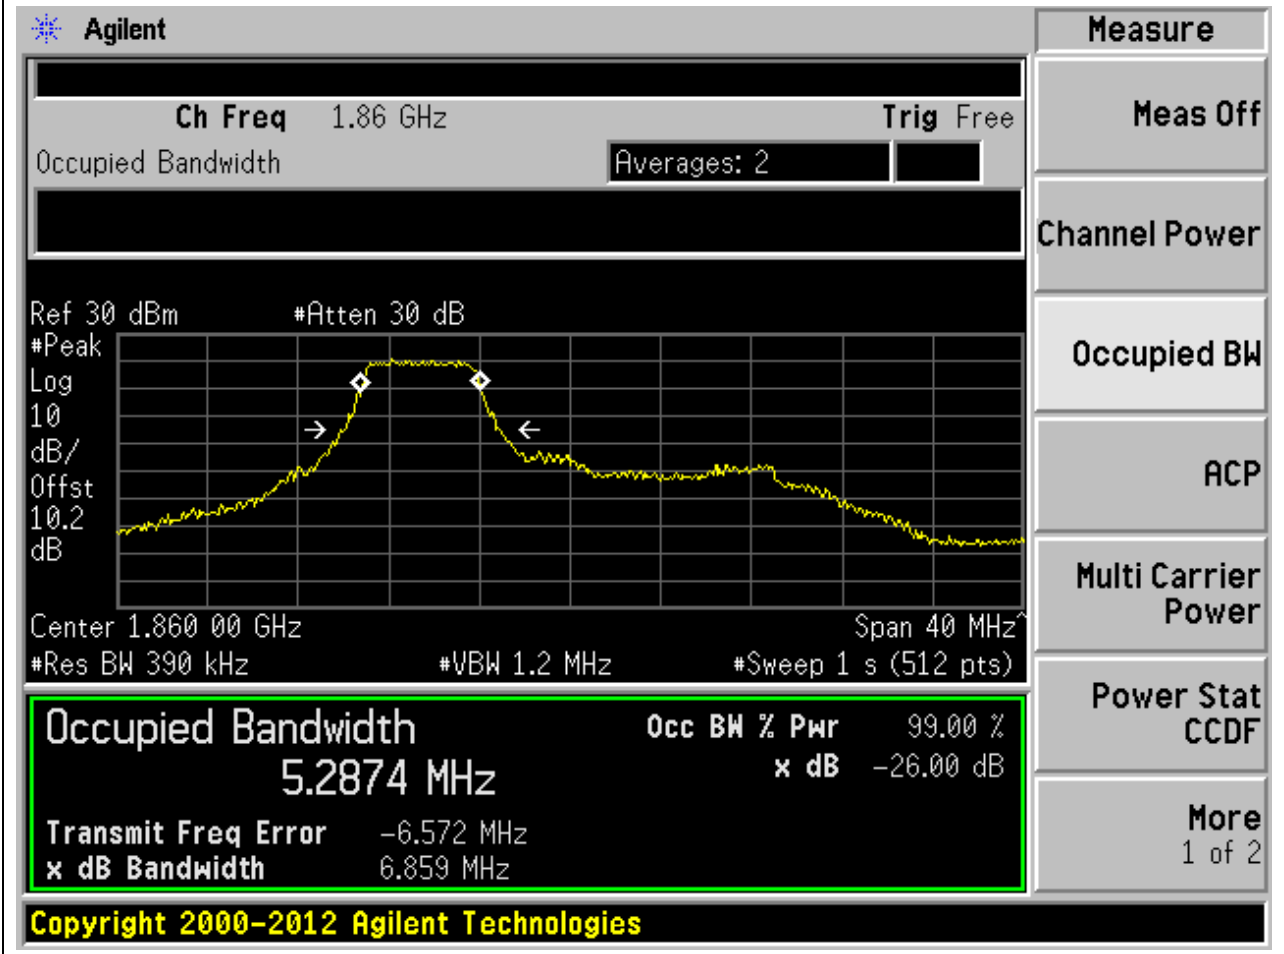 Agilent
Measure
Ch Freq 1.86 GHz Trig Free
Occupied Bandwidth Averages: 2
Meas Off
Channel Power
Occupied BW
ACP
Multi Carrier
Power
Power Stat
CCDF
More
1 of 2
Ref 30 dBm #Atten 30 dB
#Peak
Log
10
dB/
Offst
10.2
dB
Center 1.860 00 GHz Span 40 MHz^
#Res BW 390 kHz #VBW 1.2 MHz #Sweep 1 s (512 pts)
Occupied Bandwidth Occ BW % Pwr 99.00 %
5.2874 MHz x dB -26.00 dB
Transmit Freq Error -6.572 MHz
x dB Bandwidth 6.859 MHz
Copyright 2000-2012 Agilent Technologies